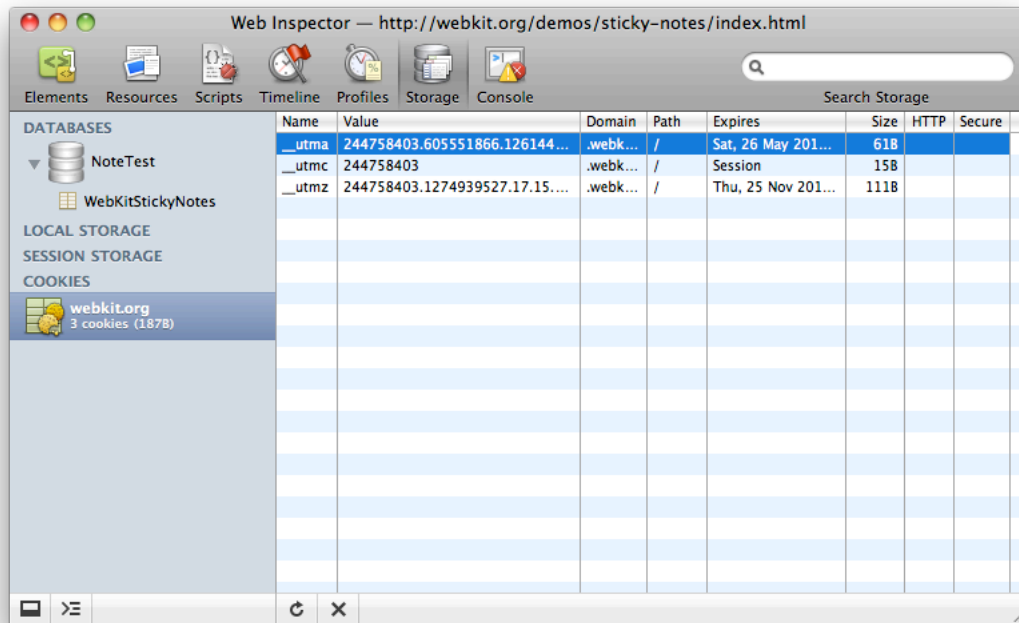 Web Inspector — http://webkit.org/demos/sticky-notes/index.html
Elements Resources Scripts Timeline Profiles Storage Console Search Storage
DATABASES
NoteTest
WebKitStickyNotes
LOCAL STORAGE
SESSION STORAGE
COOKIES
webkit.org
3 cookies (187B)
Name Value Domain Path Expires Size HTTP Secure
__utma 244758403.605551866.126144... .webk... / Sat, 26 May 201... 61B
__utmc 244758403 .webk... / Session 15B
__utmz 244758403.1274939527.17.15.... .webk... / Thu, 25 Nov 201... 111B